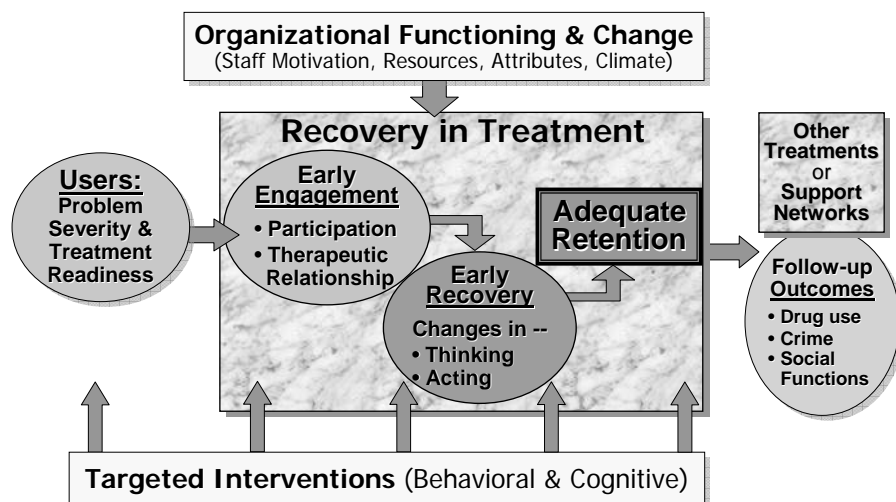 Organizational Functioning & Change
(Staff Motivation, Resources, Attributes, Climate)
Recovery in Treatment
Users:
Problem
Severity &
Treatment
Readiness
Early
Engagement
• Participation
• Therapeutic
Relationship
Early
Recovery
Changes in --
• Thinking
• Acting
Adequate
Retention
Other
Treatments
or
Support
Networks
Follow-up
Outcomes
• Drug use
• Crime
• Social
Functions
Targeted Interventions (Behavioral & Cognitive)